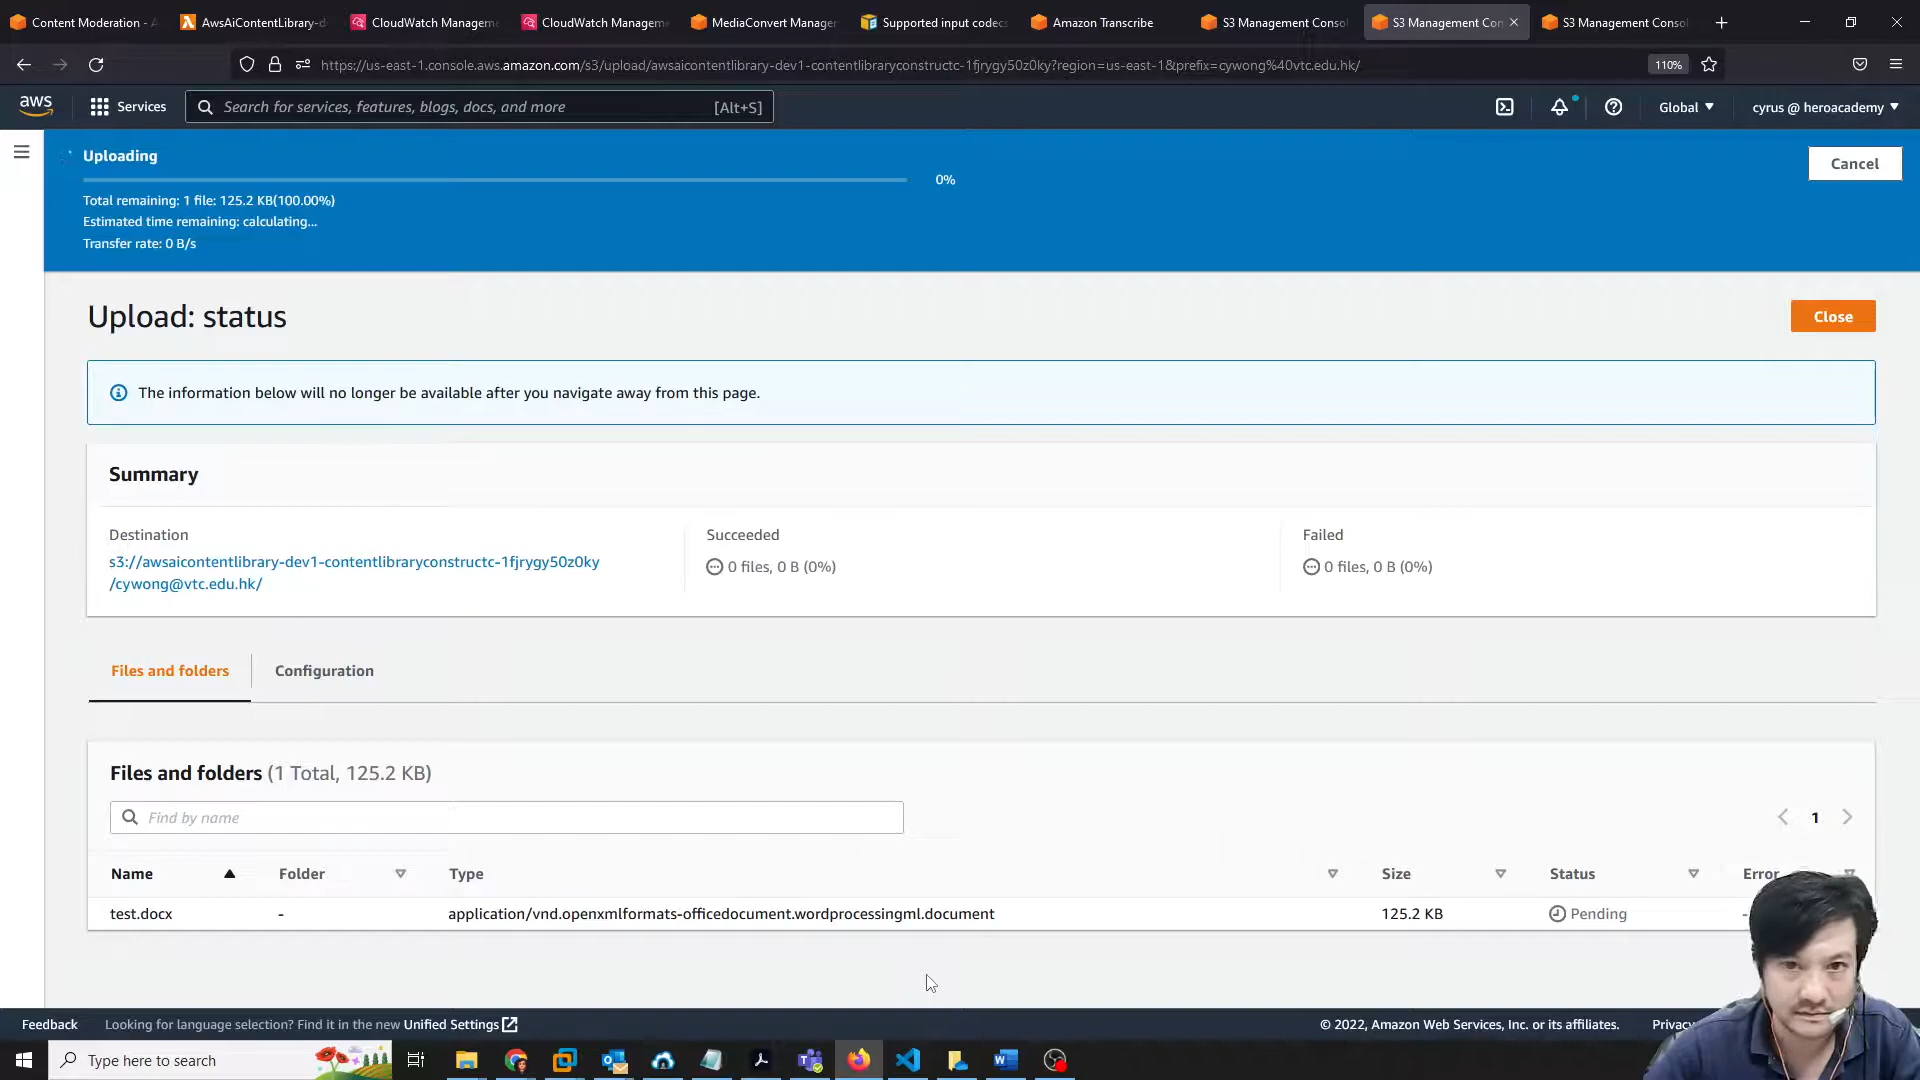 Content Moderation -
AwsAiContentLibrary-d
CloudWatch Manageme
CloudWatch Manageme
MediaConvert Manager
Supported input codecs
Amazon Transcribe
S3 Management Consol
S3 Management Con
S3 Management Consol
https://us-east-1.console.aws.amazon.com/s3/upload/awsaicontentlibrary-dev1-contentlibraryconstructc-1fjrygy50z0ky?region=us-east-1&prefix=cywong%40vtc.edu.hk/
110%
aws
Services
Search for services, features, blogs, docs, and more
[Alt+S]
Global
cyrus @ heroacademy
Uploading
Cancel
0%
Total remaining: 1 file: 125.2 KB(100.00%)
Estimated time remaining: calculating...
Transfer rate: 0 B/s
Upload: status
Close
The information below will no longer be available after you navigate away from this page.
Summary
Destination
s3://awsaicontentlibrary-dev1-contentlibraryconstructc-1fjrygy50z0ky
/cywong@vtc.edu.hk/
Succeeded
0 files, 0 B (0%)
Failed
0 files, 0 B (0%)
Files and folders
Configuration
Files and folders (1 Total, 125.2 KB)
Find by name
1
Name
Folder
Type
Size
Status
Error
test.docx
-
application/vnd.openxmlformats-officedocument.wordprocessingml.document
125.2 KB
Pending
-
Feedback
Looking for language selection? Find it in the new Unified Settings
© 2022, Amazon Web Services, Inc. or its affiliates.
Privacy
Type here to search